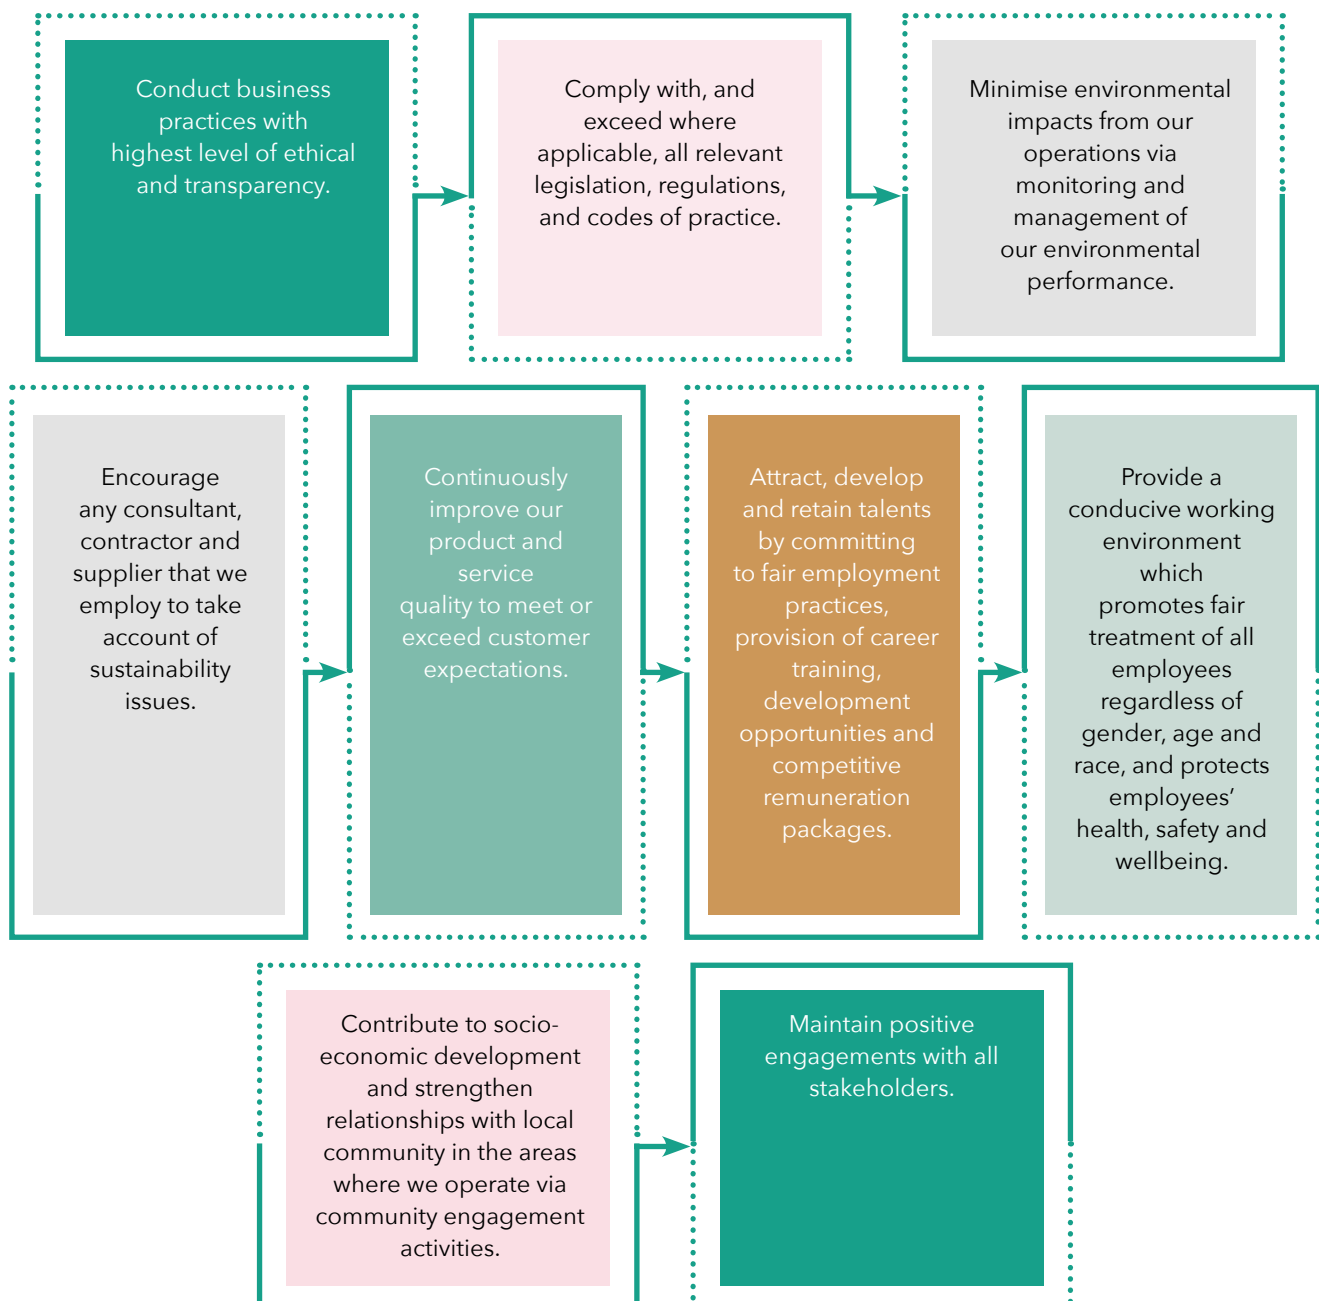 Conduct business
practices with
highest level of ethical
and transparency.
Comply with, and
exceed where
applicable, all relevant
legislation, regulations,
and codes of practice.
Minimise environmental
impacts from our
operations via
monitoring and
management of
our environmental
performance.
Encourage
any consultant,
contractor and
supplier that we
employ to take
account of
sustainability
issues.
Continuously
improve our
product and
service
quality to meet or
exceed customer
expectations.
Attract, develop
and retain talents
by committing
to fair employment
practices,
provision of career
training,
development
opportunities and
competitive
remuneration
packages.
Provide a
conducive working
environment
which
promotes fair
treatment of all
employees
regardless of
gender, age and
race, and protects
employees’
health, safety and
wellbeing.
Contribute to socio-
economic development
and strengthen
relationships with local
community in the areas
where we operate via
community engagement
activities.
Maintain positive
engagements with all
stakeholders.